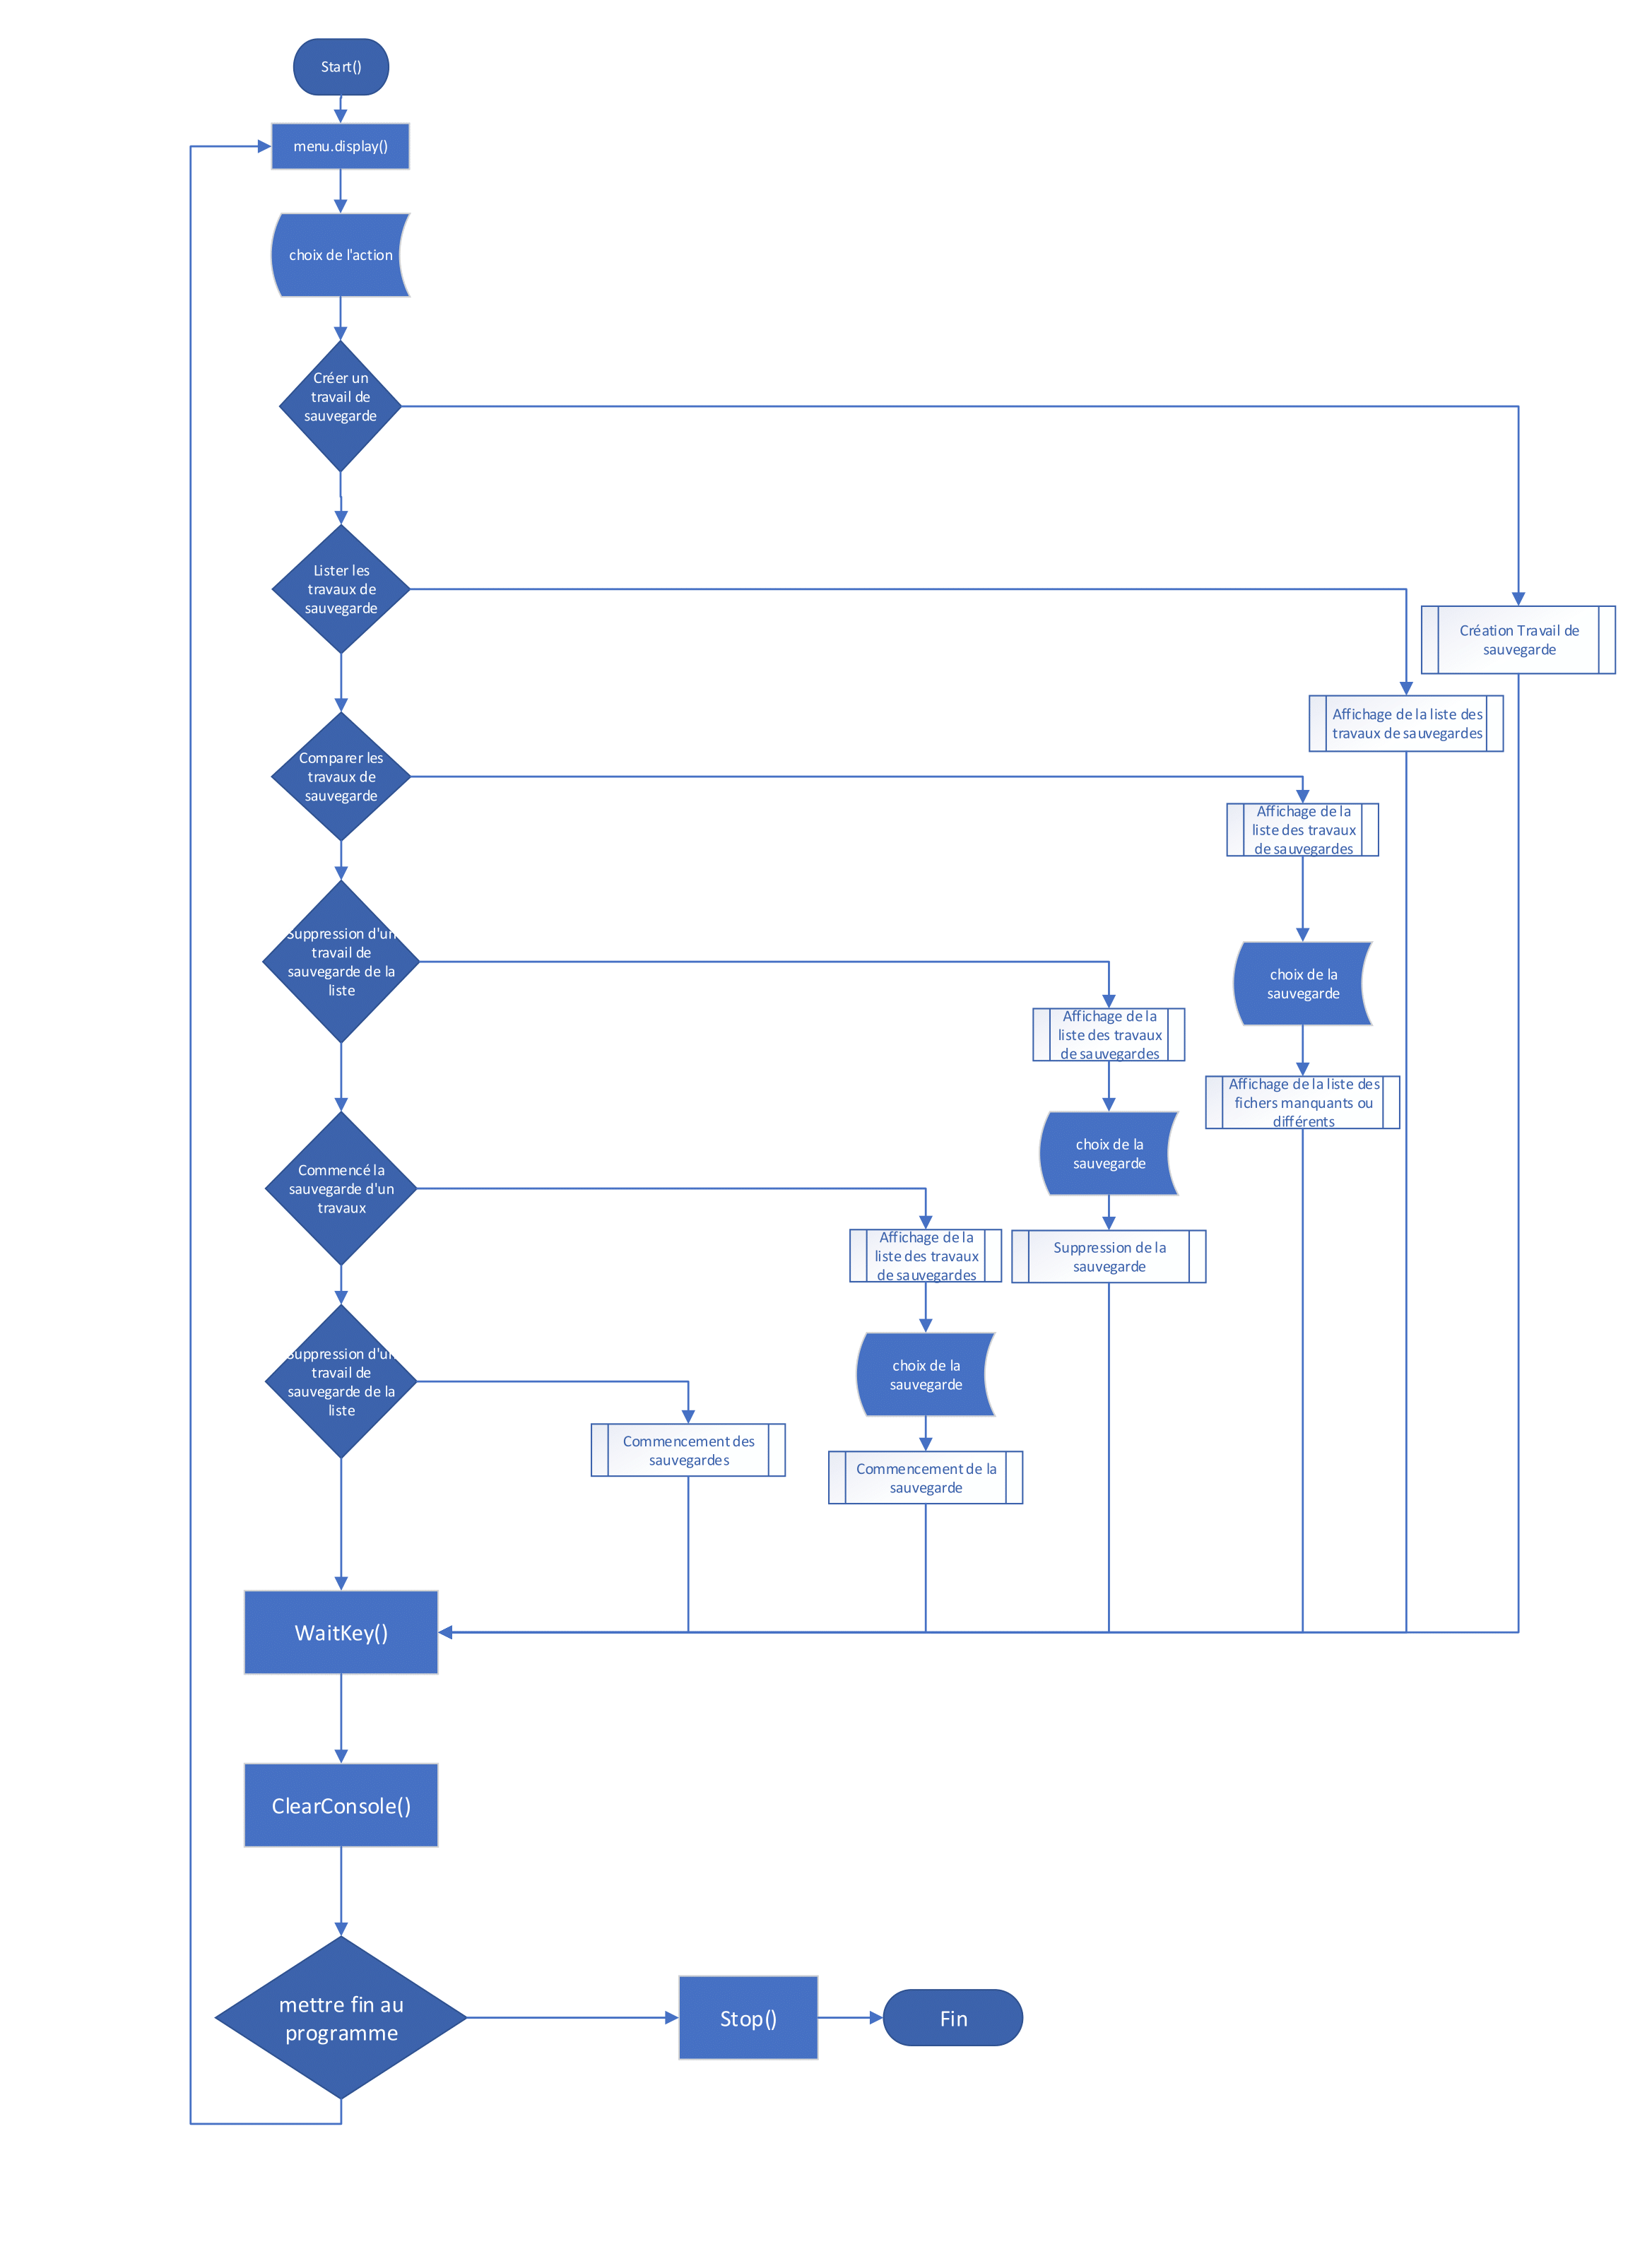 Start()
menu.display()
choix de l'action
Créer un
travail de
sauvegarde
Lister les
travaux de
sauvegarde
Création Travail de
sauvegarde
Affichage de la liste des
travaux de sauvegardes
Comparer les
travaux de
sauvegarde
Affichage de la
liste des travaux
de sauvegardes
choix de la
sauvegarde
Affichage de la liste des
fichers manquants ou
différents
Suppression d'un
travail de
sauvegarde de la
liste
Affichage de la
liste des travaux
de sauvegardes
choix de la
sauvegarde
Suppression de la
sauvegarde
Commencé la
sauvegarde d'un
travaux
Affichage de la
liste des travaux
de sauvegardes
choix de la
sauvegarde
Commencement de la
sauvegarde
Suppression d'un
travail de
sauvegarde de la
liste
Commencement des
sauvegardes
WaitKey()
ClearConsole()
mettre fin au
programme
Stop()
Fin